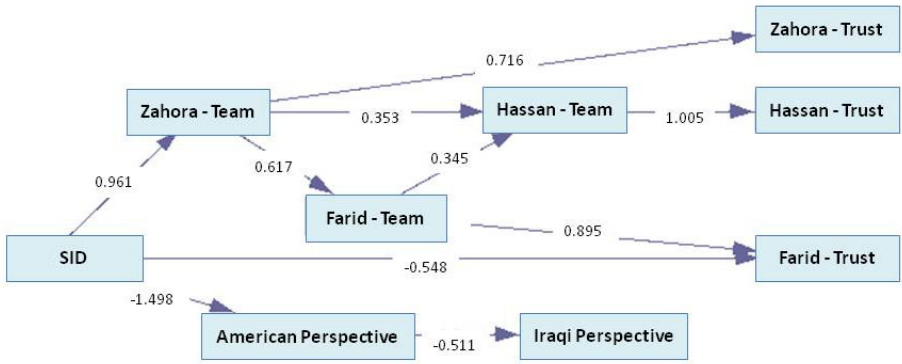 Zahora - Trust
0.716
Zahora - Team
0.353
Hassan - Team
1.005
Hassan - Trust
0.961
0.617
0.345
Farid - Team
0.895
SID
-0.548
Farid - Trust
-1.498
American Perspective
-0.511
Iraqi Perspective